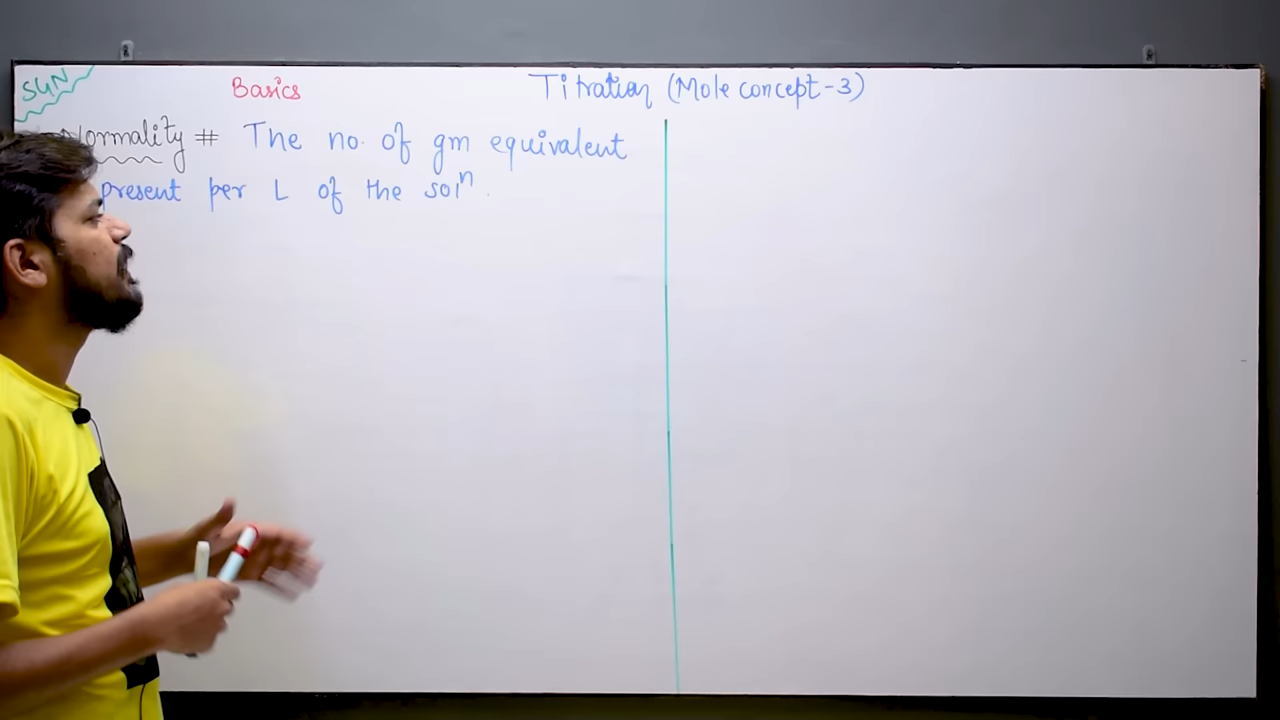 SGN
Basics
Titration (Mole concept-3)
Normality # The no. of gm equivalent
present per L of the solⁿ.